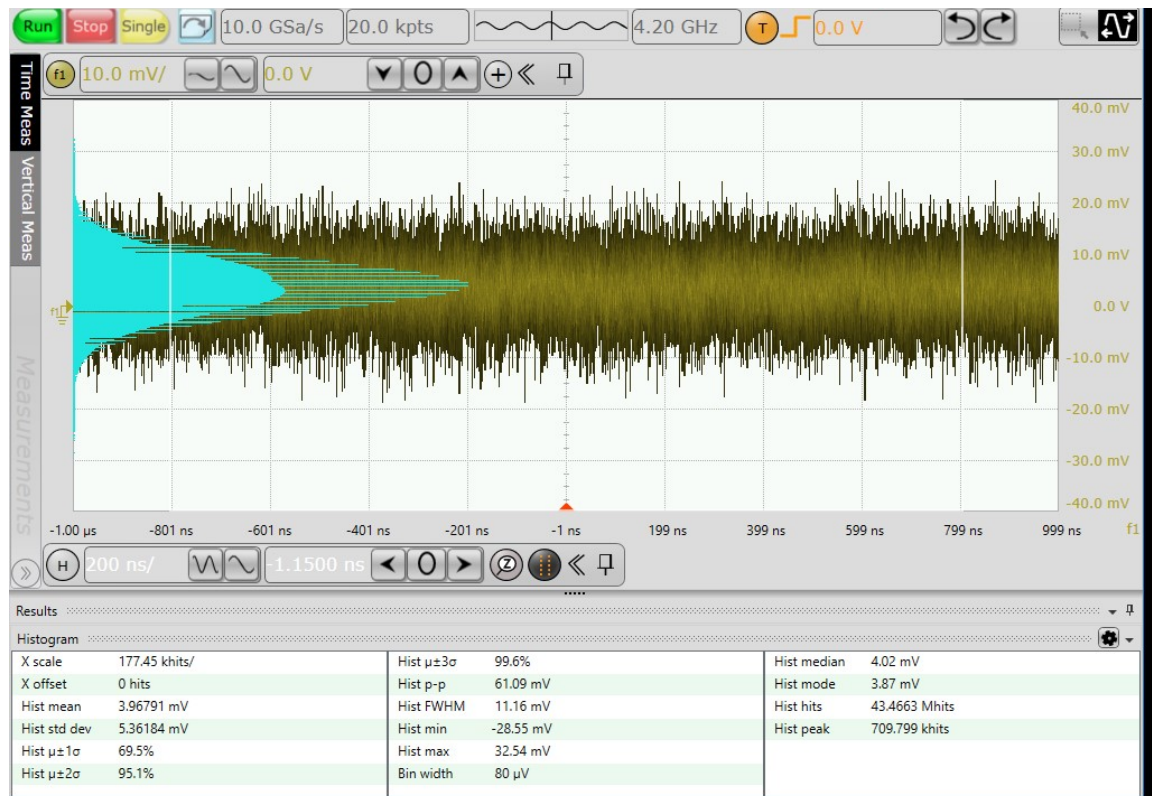 Run Stop Single 10.0 GSa/s 20.0 kpts 4.20 GHz T 0.0 V
f1 10.0 mV/ 0.0 V
Time Meas
Vertical Meas
Measurements
40.0 mV
30.0 mV
20.0 mV
10.0 mV
0.0 V
-10.0 mV
-20.0 mV
-30.0 mV
-40.0 mV
f1
-1.00 µs -801 ns -601 ns -401 ns -201 ns -1 ns 199 ns 399 ns 599 ns 799 ns 999 ns f1
H 200 ns/ -1.1500 ns 0 Z
Results
Histogram
X scale 177.45 khits/ Hist µ±3σ 99.6% Hist median 4.02 mV
X offset 0 hits Hist p-p 61.09 mV Hist mode 3.87 mV
Hist mean 3.96791 mV Hist FWHM 11.16 mV Hist hits 43.4663 Mhits
Hist std dev 5.36184 mV Hist min -28.55 mV Hist peak 709.799 khits
Hist µ±1σ 69.5% Hist max 32.54 mV
Hist µ±2σ 95.1% Bin width 80 µV